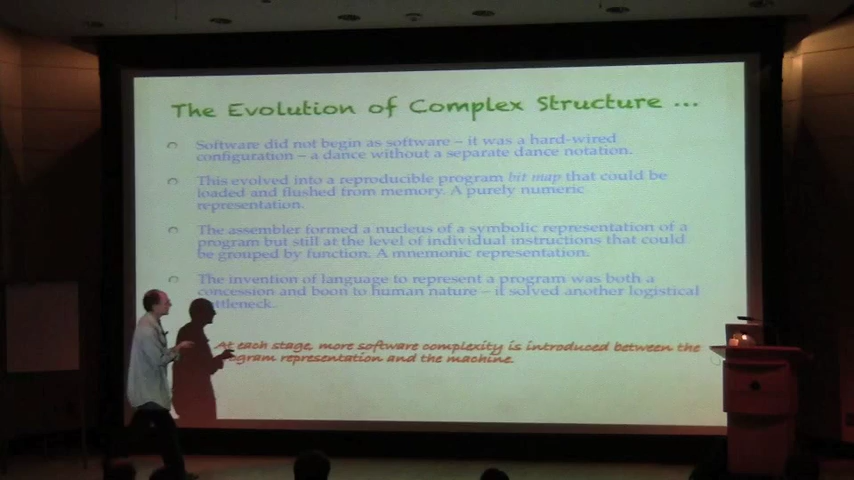 The Evolution of Complex Structure ...
Software did not begin as software – it was a hard-wired
configuration – a dance without a separate dance notation.
This evolved into a reproducible program bit map that could be
loaded and flushed from memory. A purely numeric
representation.
The assembler formed a nucleus of a symbolic representation of a
program but still at the level of individual instructions that could
be grouped by function. A mnemonic representation.
The invention of language to represent a program was both a
concession and boon to human nature – it solved another logistical
ottleneck.
At each stage, more software complexity is introduced between the
ogram representation and the machine.